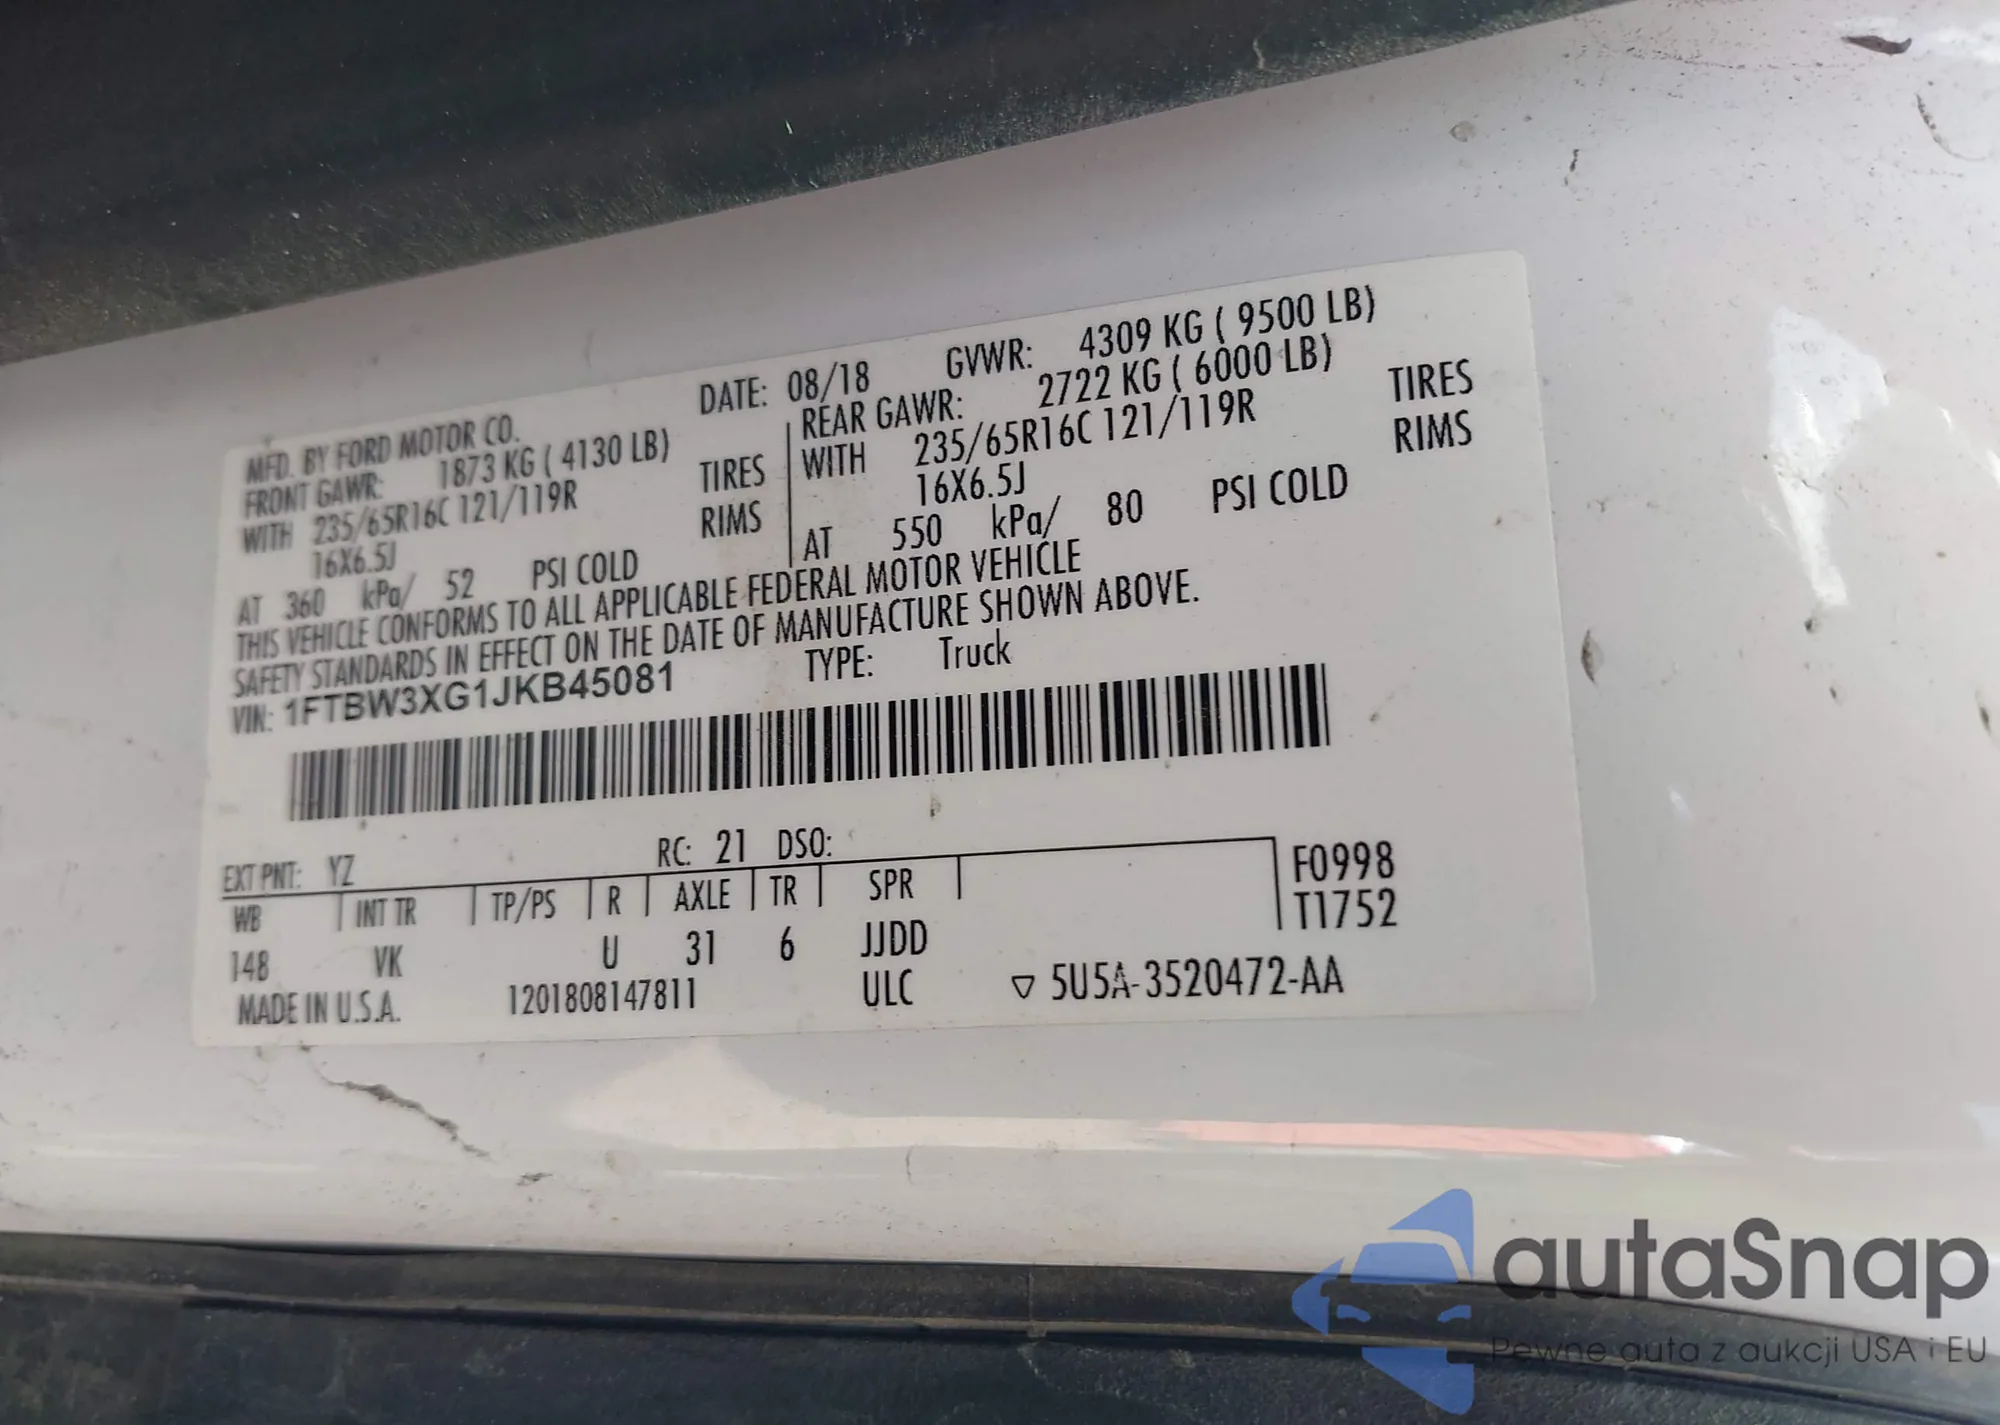 MFD. BY FORD MOTOR CO. DATE: 08/18 GVWR: 4309 KG ( 9500 LB)
FRONT GAWR: 1873 KG ( 4130 LB) REAR GAWR: 2722 KG ( 6000 LB)
WITH 235/65R16C 121/119R TIRES WITH 235/65R16C 121/119R TIRES
16X6.5J RIMS 16X6.5J RIMS
AT 360 kPa/ 52 PSI COLD AT 550 kPa/ 80 PSI COLD
THIS VEHICLE CONFORMS TO ALL APPLICABLE FEDERAL MOTOR VEHICLE
SAFETY STANDARDS IN EFFECT ON THE DATE OF MANUFACTURE SHOWN ABOVE.
VIN: 1FTBW3XG1JKB45081 TYPE: Truck
EXT PNT: YZ RC: 21 DSO:
WB INT TR TP/PS R AXLE TR SPR F0998
T1752
148 VK U 31 6 JJDD
MADE IN U.S.A. 1201808147811 ULC ▽ 5U5A-3520472-AA
autaSnap
Pewne auta z aukcji USA i EU